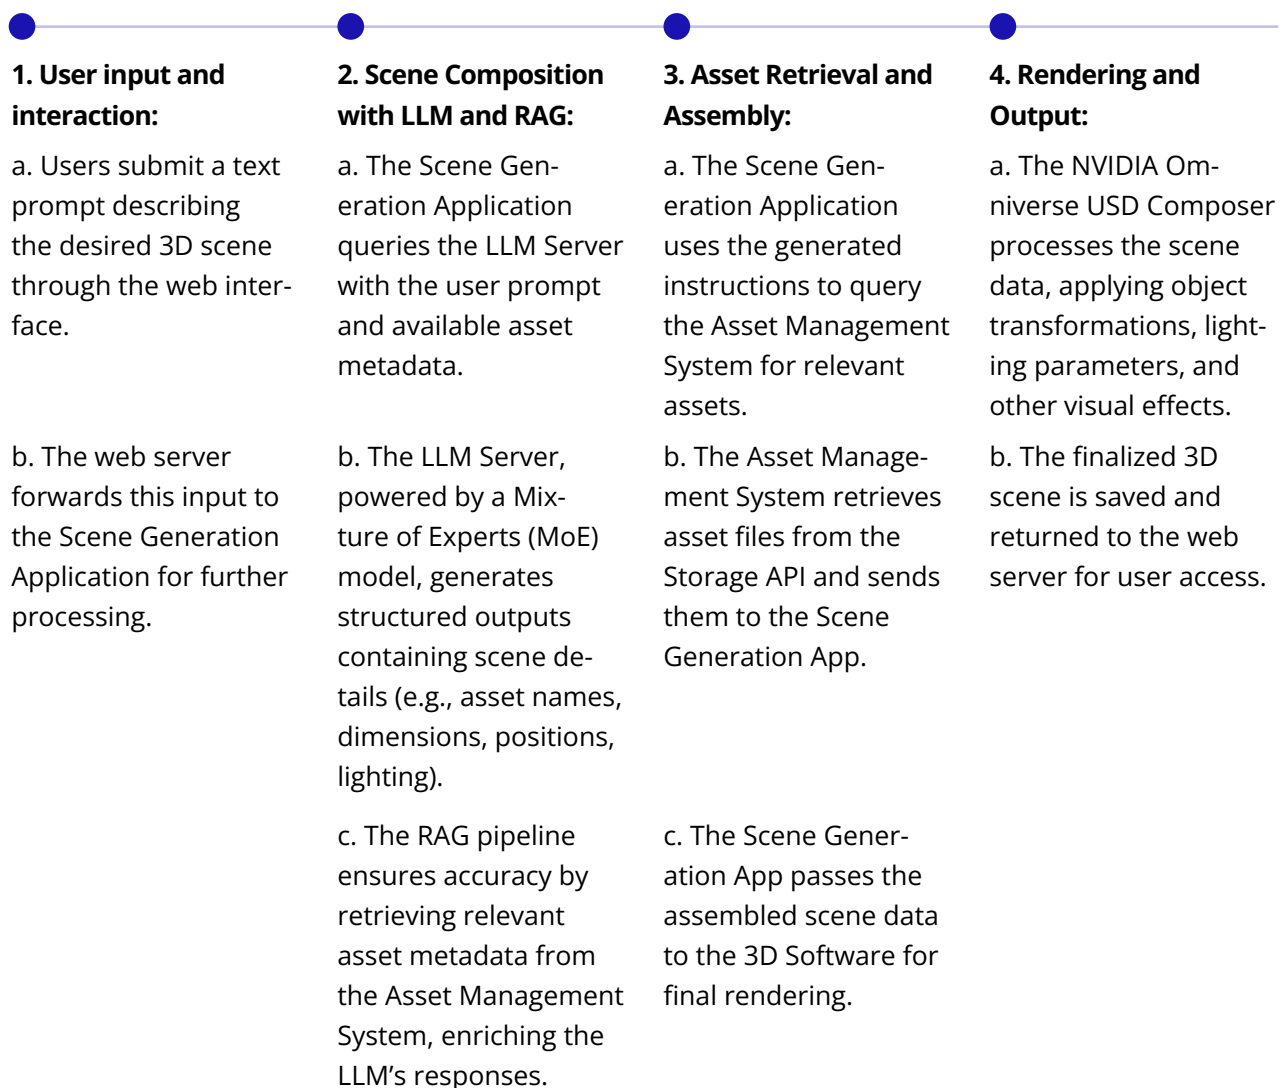 1. User input and
interaction:
a. Users submit a text
prompt describing
the desired 3D scene
through the web inter-
face.
b. The web server
forwards this input to
the Scene Generation
Application for further
processing.
2. Scene Composition
with LLM and RAG:
a. The Scene Gen-
eration Application
queries the LLM Server
with the user prompt
and available asset
metadata.
b. The LLM Server,
powered by a Mix-
ture of Experts (MoE)
model, generates
structured outputs
containing scene de-
tails (e.g., asset names,
dimensions, positions,
lighting).
c. The RAG pipeline
ensures accuracy by
retrieving relevant
asset metadata from
the Asset Management
System, enriching the
LLM’s responses.
3. Asset Retrieval and
Assembly:
a. The Scene Gen-
eration Application
uses the generated
instructions to query
the Asset Management
System for relevant
assets.
b. The Asset Manage-
ment System retrieves
asset files from the
Storage API and sends
them to the Scene
Generation App.
c. The Scene Gener-
ation App passes the
assembled scene data
to the 3D Software for
final rendering.
4. Rendering and
Output:
a. The NVIDIA Om-
niverse USD Composer
processes the scene
data, applying object
transformations, light-
ing parameters, and
other visual effects.
b. The finalized 3D
scene is saved and
returned to the web
server for user access.